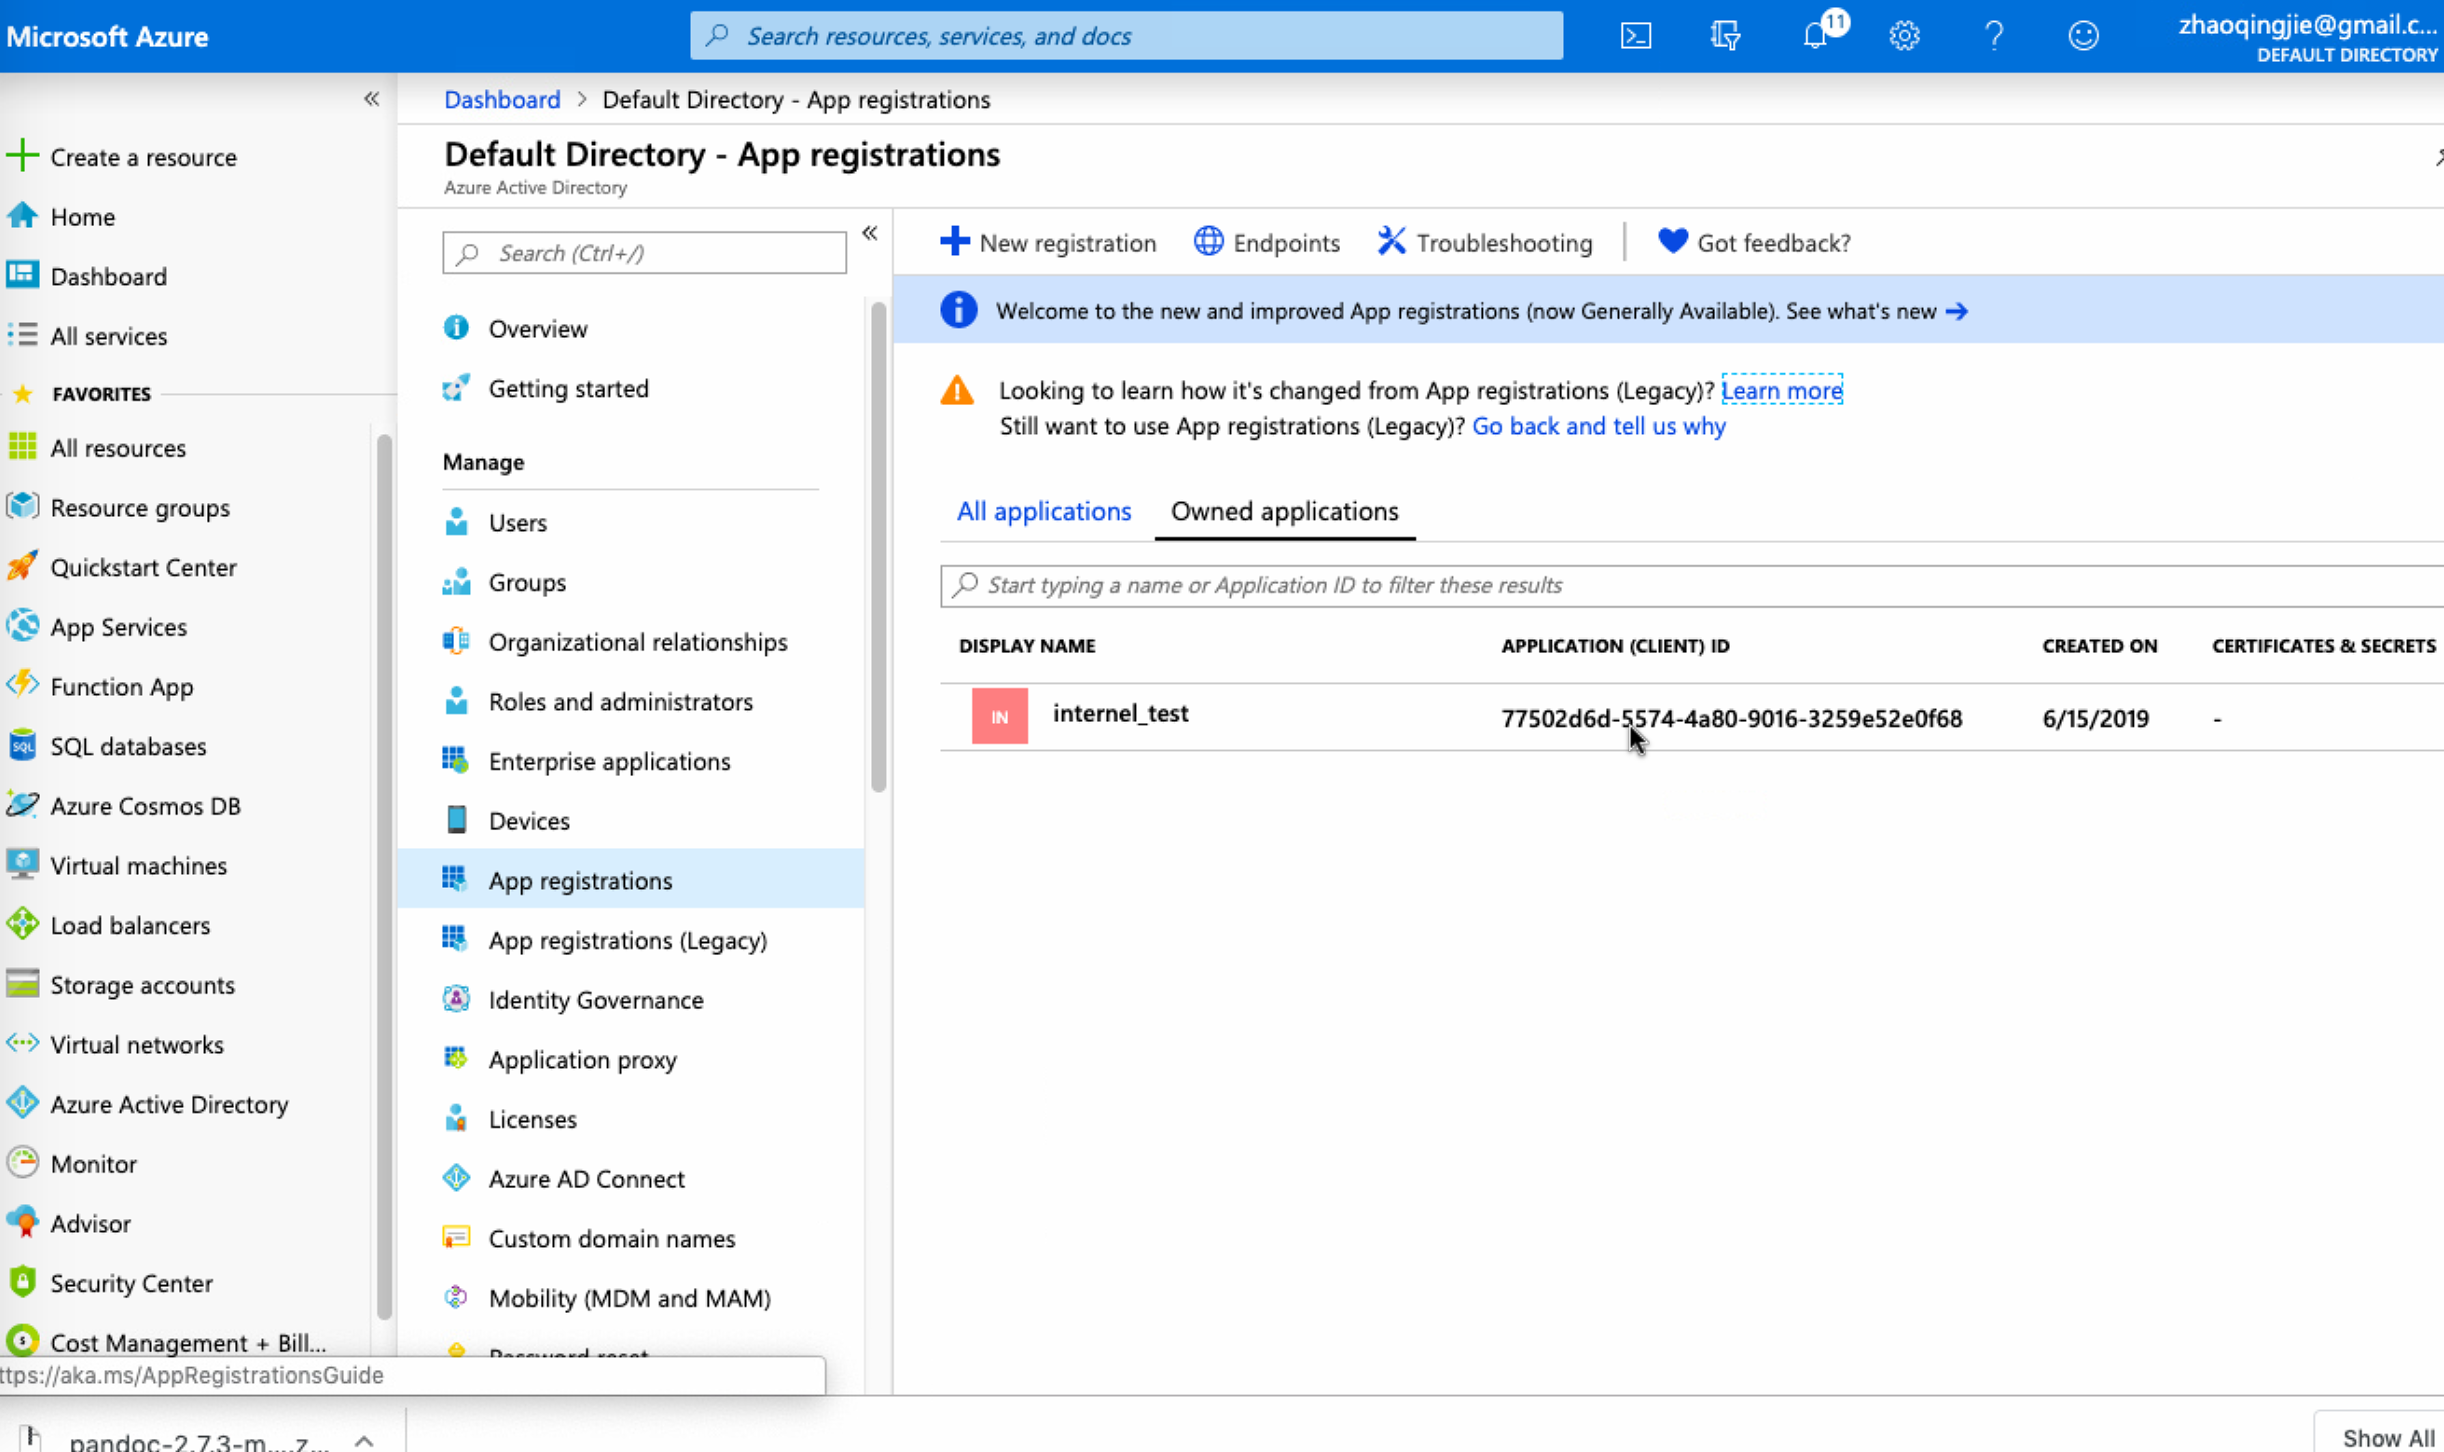 Microsoft Azure
Search resources, services, and docs
11
zhaoqingjie@gmail.c...
DEFAULT DIRECTORY
«
Dashboard > Default Directory - App registrations
Create a resource
Home
Dashboard
All services
FAVORITES
All resources
Resource groups
Quickstart Center
App Services
Function App
SQL databases
Azure Cosmos DB
Virtual machines
Load balancers
Storage accounts
Virtual networks
Azure Active Directory
Monitor
Advisor
Security Center
Cost Management + Bill...
Default Directory - App registrations
Azure Active Directory
Search (Ctrl+/)
«
Overview
Getting started
Manage
Users
Groups
Organizational relationships
Roles and administrators
Enterprise applications
Devices
App registrations
App registrations (Legacy)
Identity Governance
Application proxy
Licenses
Azure AD Connect
Custom domain names
Mobility (MDM and MAM)
Password reset
New registration
Endpoints
Troubleshooting
Got feedback?
Welcome to the new and improved App registrations (now Generally Available). See what's new →
Looking to learn how it's changed from App registrations (Legacy)? Learn more
Still want to use App registrations (Legacy)? Go back and tell us why
All applications
Owned applications
Start typing a name or Application ID to filter these results
DISPLAY NAME APPLICATION (CLIENT) ID CREATED ON CERTIFICATES & SECRETS
IN internel_test 77502d6d-5574-4a80-9016-3259e52e0f68 6/15/2019 -
ttps://aka.ms/AppRegistrationsGuide
pandoc-2.7.3-m....z...
Show All